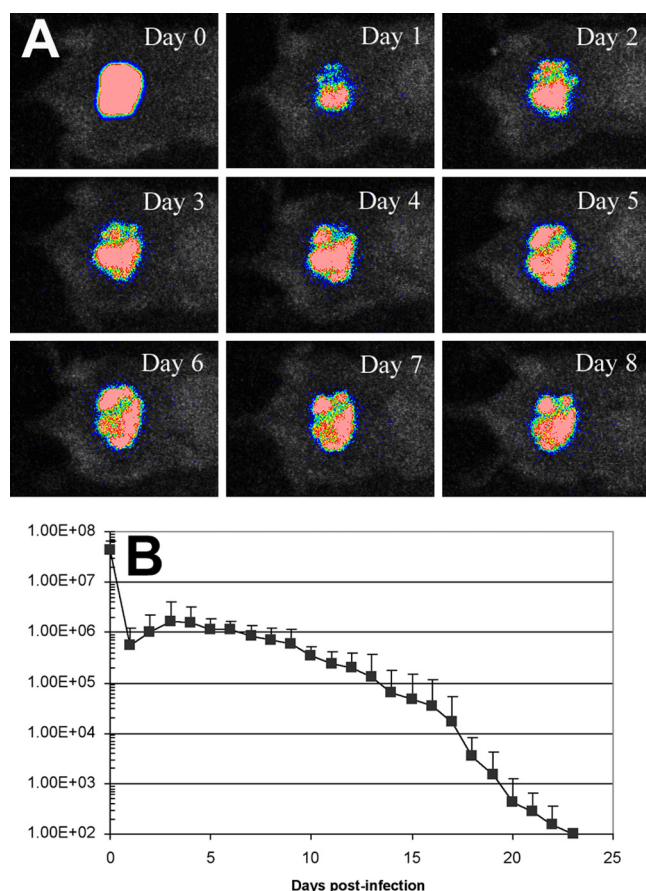 A
Day 0
Day 1
Day 2
Day 3
Day 4
Day 5
Day 6
Day 7
Day 8
B
1.00E+08
1.00E+07
1.00E+06
1.00E+05
1.00E+04
1.00E+03
1.00E+02
0 5 10 15 20 25
Days post-infection